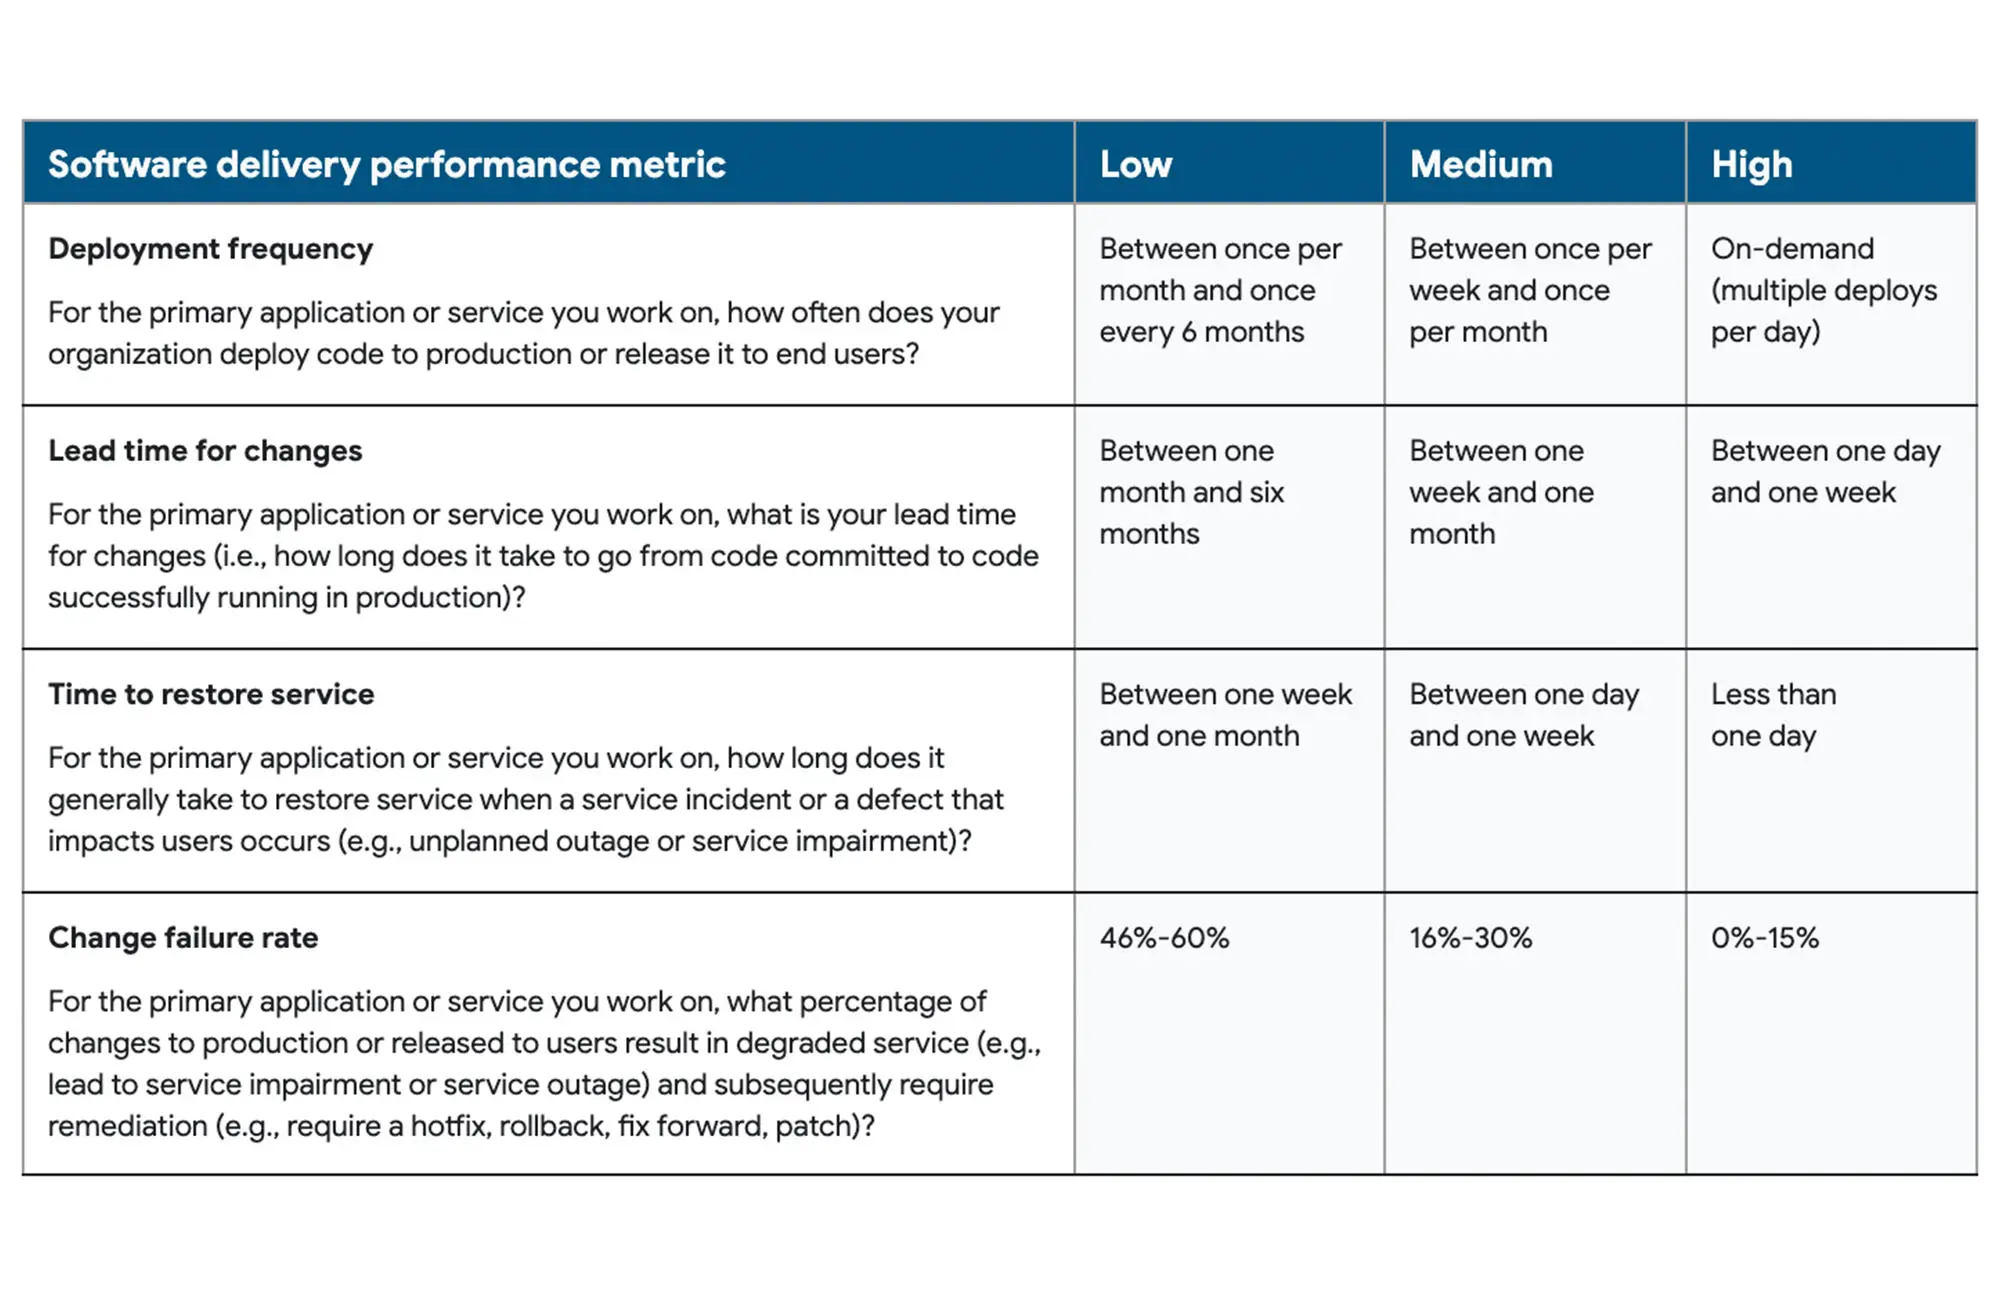 Software delivery performance metric
Low
Medium
High
Deployment frequency
For the primary application or service you work on, how often does your
organization deploy code to production or release it to end users?
Between once per
month and once
every 6 months
Between once per
week and once
per month
On-demand
(multiple deploys
per day)
Lead time for changes
For the primary application or service you work on, what is your lead time
for changes (i.e., how long does it take to go from code committed to code
successfully running in production)?
Between one
month and six
months
Between one
week and one
month
Between one day
and one week
Time to restore service
For the primary application or service you work on, how long does it
generally take to restore service when a service incident or a defect that
impacts users occurs (e.g., unplanned outage or service impairment)?
Between one week
and one month
Between one day
and one week
Less than
one day
Change failure rate
For the primary application or service you work on, what percentage of
changes to production or released to users result in degraded service (e.g.,
lead to service impairment or service outage) and subsequently require
remediation (e.g., require a hotfix, rollback, fix forward, patch)?
46%-60%
16%-30%
0%-15%